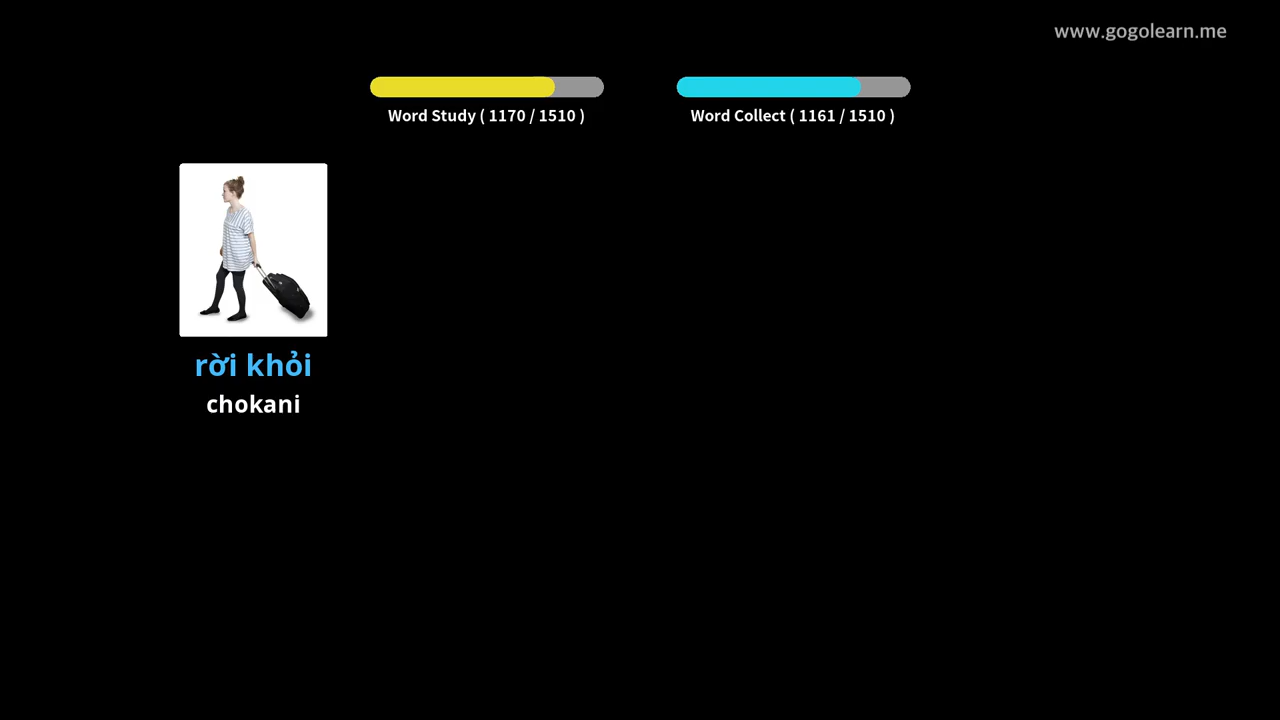 www.gogolearn.me
Word Study ( 1170 / 1510 )
Word Collect ( 1161 / 1510 )
rời khỏi
chokani